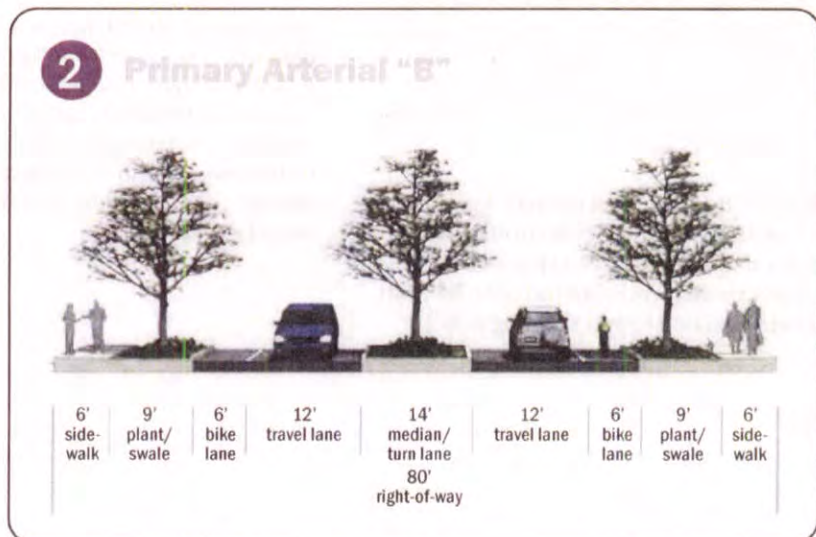 2 Primary Arterial "B"
6' 9' 6' 12' 14' 12' 6' 9' 6'
side- plant/ bike travel lane median/ travel lane bike plant/ side-
walk swale lane turn lane lane swale walk
80'
right-of-way